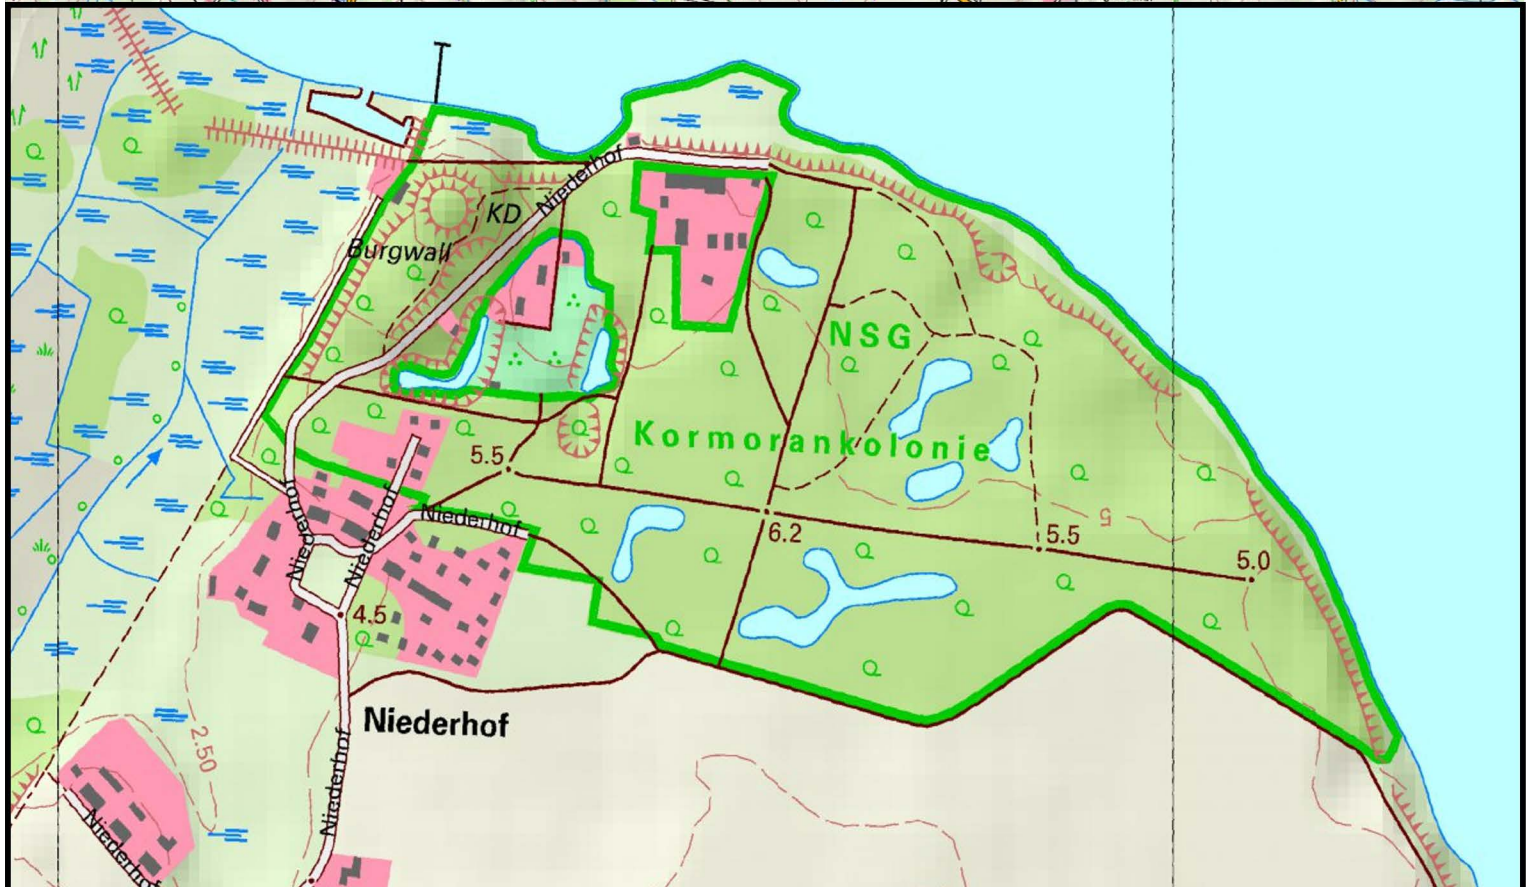 Niederhof
KD
Burgwall
NSG
Kormorankolonie
5.5
Niederhof
Niederhof
Niederhof
6.2
5
5.5
5.0
4.5
Niederhof
2.50
Niederhof
Niederhof